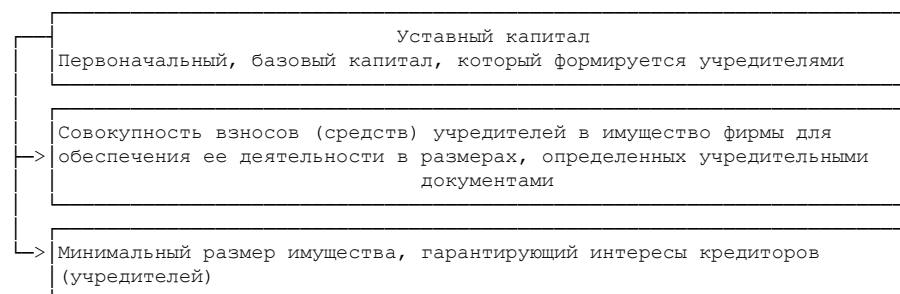 Уставный капитал
Первоначальный, базовый капитал, который формируется учредителями
Совокупность взносов (средств) учредителей в имущество фирмы для
обеспечения ее деятельности в размерах, определенных учредительными
документами
Минимальный размер имущества, гарантирующий интересы кредиторов
(учредителей)